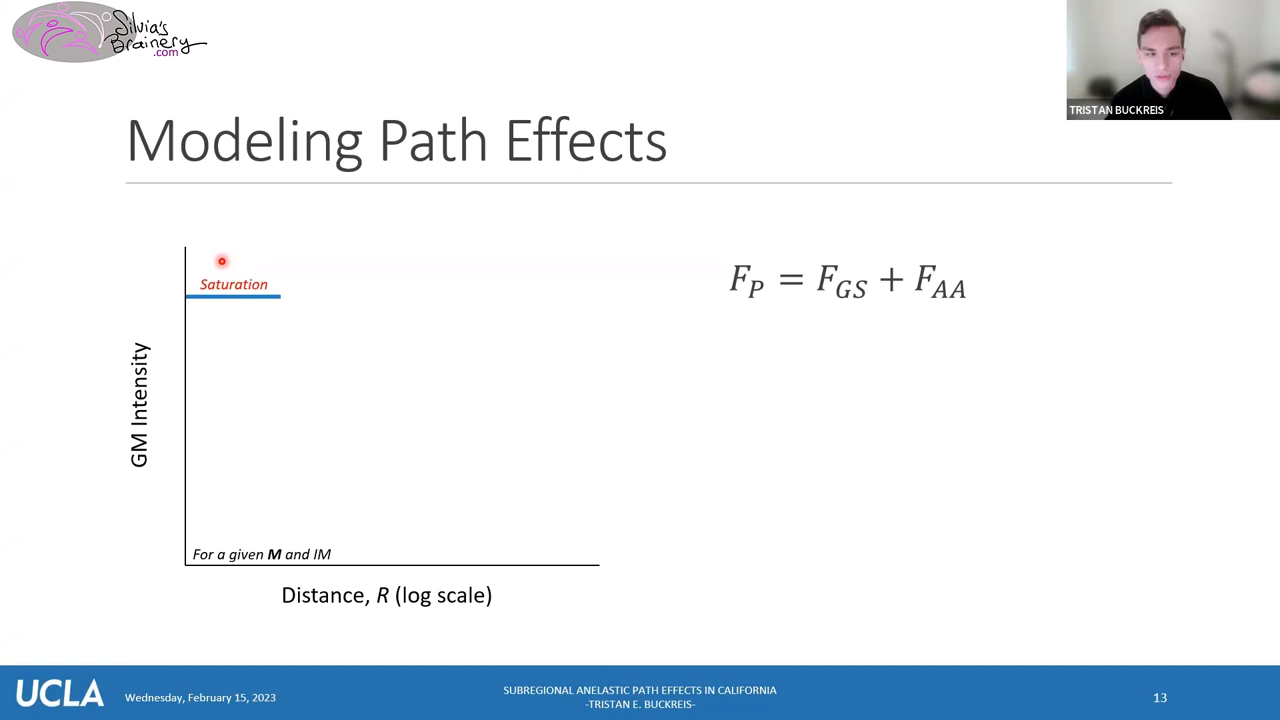 Silvia's
Brainery
.com
TRISTAN BUCKREIS
Modeling Path Effects
Saturation
F_P = F_GS + F_AA
GM Intensity
For a given M and IM
Distance, R (log scale)
UCLA
Wednesday, February 15, 2023
SUBREGIONAL ANELASTIC PATH EFFECTS IN CALIFORNIA
-TRISTAN E. BUCKREIS-
13